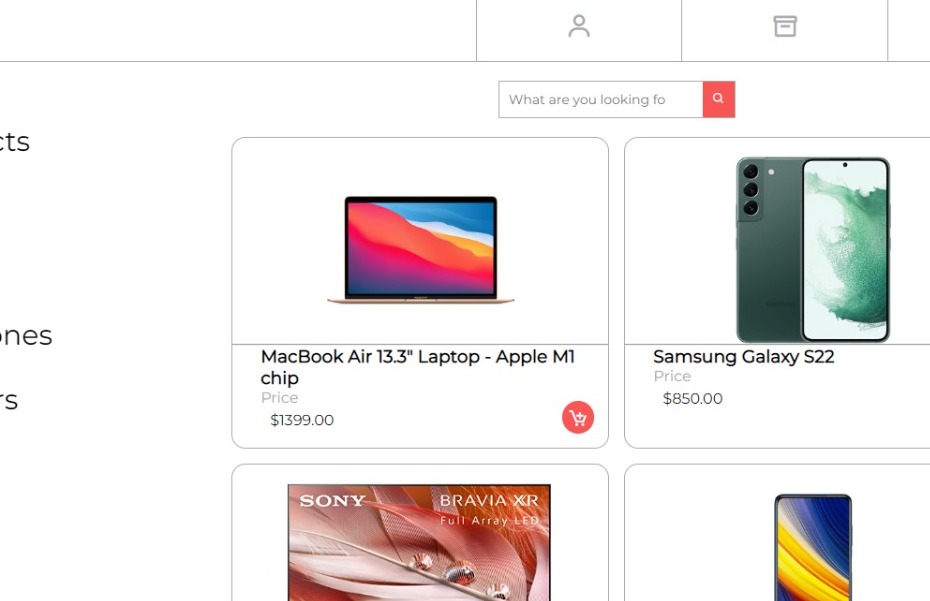 What are you looking fo
cts
MacBook Air 13.3" Laptop - Apple M1
chip
Price
$1399.00
Samsung Galaxy S22
Price
$850.00
ones
rs
SONY
BRAVIA XR
Full Array LED